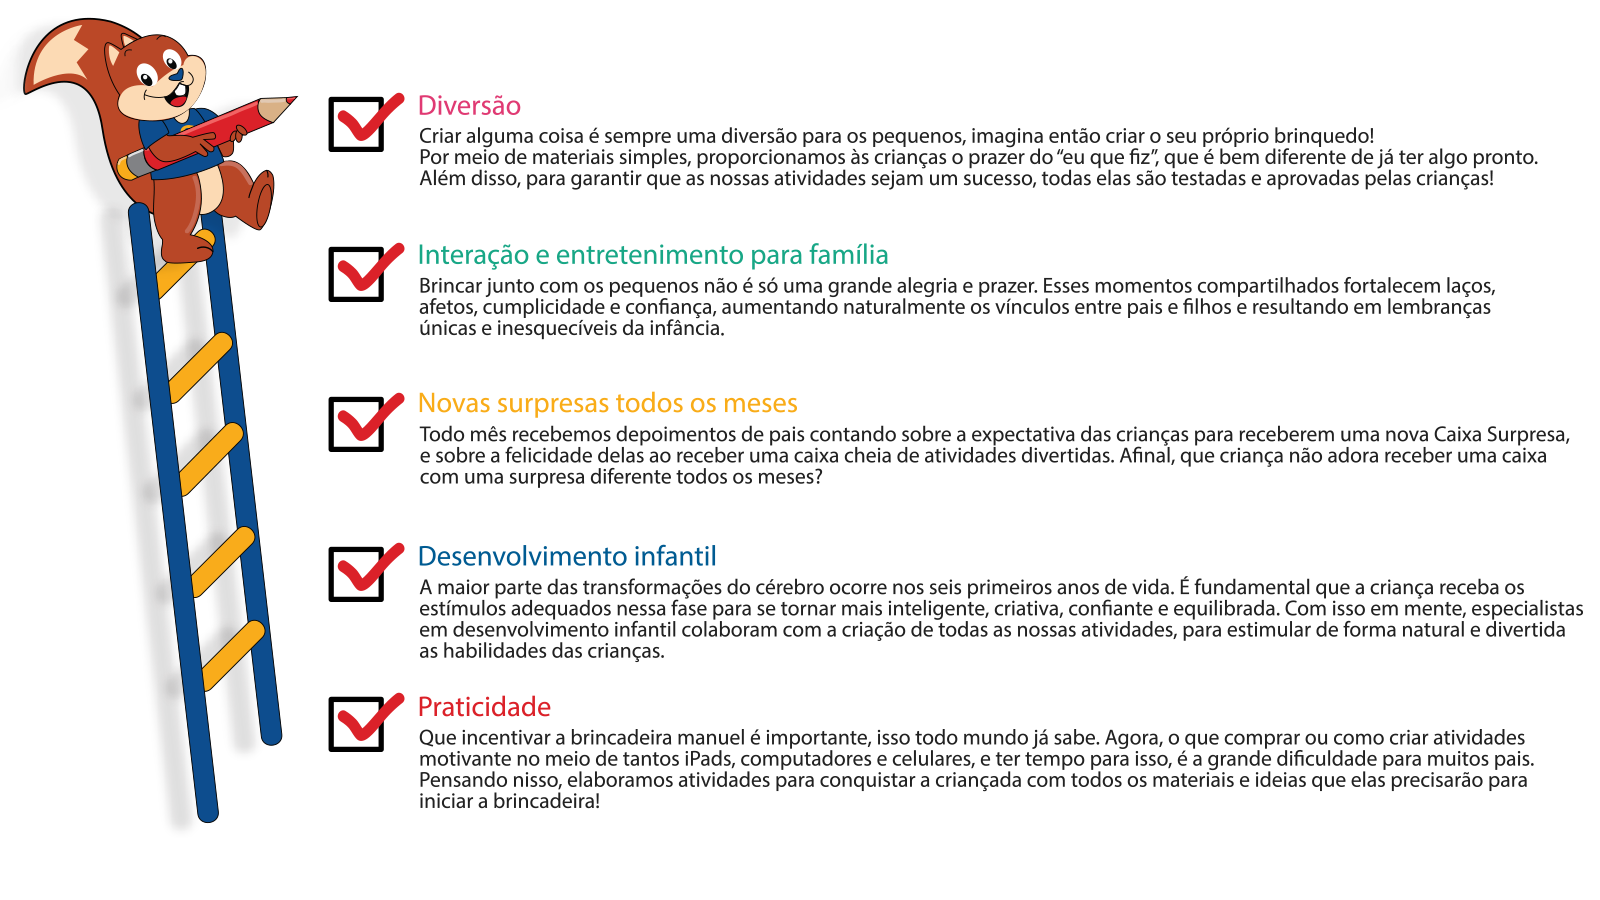 Diversão
Criar alguma coisa é sempre uma diversão para os pequenos, imagina então criar o seu próprio brinquedo!
Por meio de materiais simples, proporcionamos às crianças o prazer do “eu que fiz”, que é bem diferente de já ter algo pronto.
Além disso, para garantir que as nossas atividades sejam um sucesso, todas elas são testadas e aprovadas pelas crianças!
Interação e entretenimento para família
Brincar junto com os pequenos não é só uma grande alegria e prazer. Esses momentos compartilhados fortalecem laços,
afetos, cumplicidade e confiança, aumentando naturalmente os vínculos entre pais e filhos e resultando em lembranças
únicas e inesquecíveis da infância.
Novas surpresas todos os meses
Todo mês recebemos depoimentos de pais contando sobre a expectativa das crianças para receberem uma nova Caixa Surpresa,
e sobre a felicidade delas ao receber uma caixa cheia de atividades divertidas. Afinal, que criança não adora receber uma caixa
com uma surpresa diferente todos os meses?
Desenvolvimento infantil
A maior parte das transformações do cérebro ocorre nos seis primeiros anos de vida. É fundamental que a criança receba os
estímulos adequados nessa fase para se tornar mais inteligente, criativa, confiante e equilibrada. Com isso em mente, especialistas
em desenvolvimento infantil colaboram com a criação de todas as nossas atividades, para estimular de forma natural e divertida
as habilidades das crianças.
Praticidade
Que incentivar a brincadeira manuel é importante, isso todo mundo já sabe. Agora, o que comprar ou como criar atividades
motivante no meio de tantos iPads, computadores e celulares, e ter tempo para isso, é a grande dificuldade para muitos pais.
Pensando nisso, elaboramos atividades para conquistar a criançada com todos os materiais e ideias que elas precisarão para
iniciar a brincadeira!